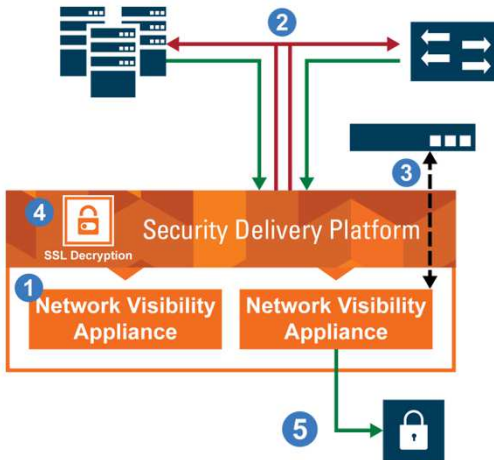 2
3
4
Security Delivery Platform
SSL Decryption
1
Network Visibility
Appliance
Network Visibility
Appliance
5